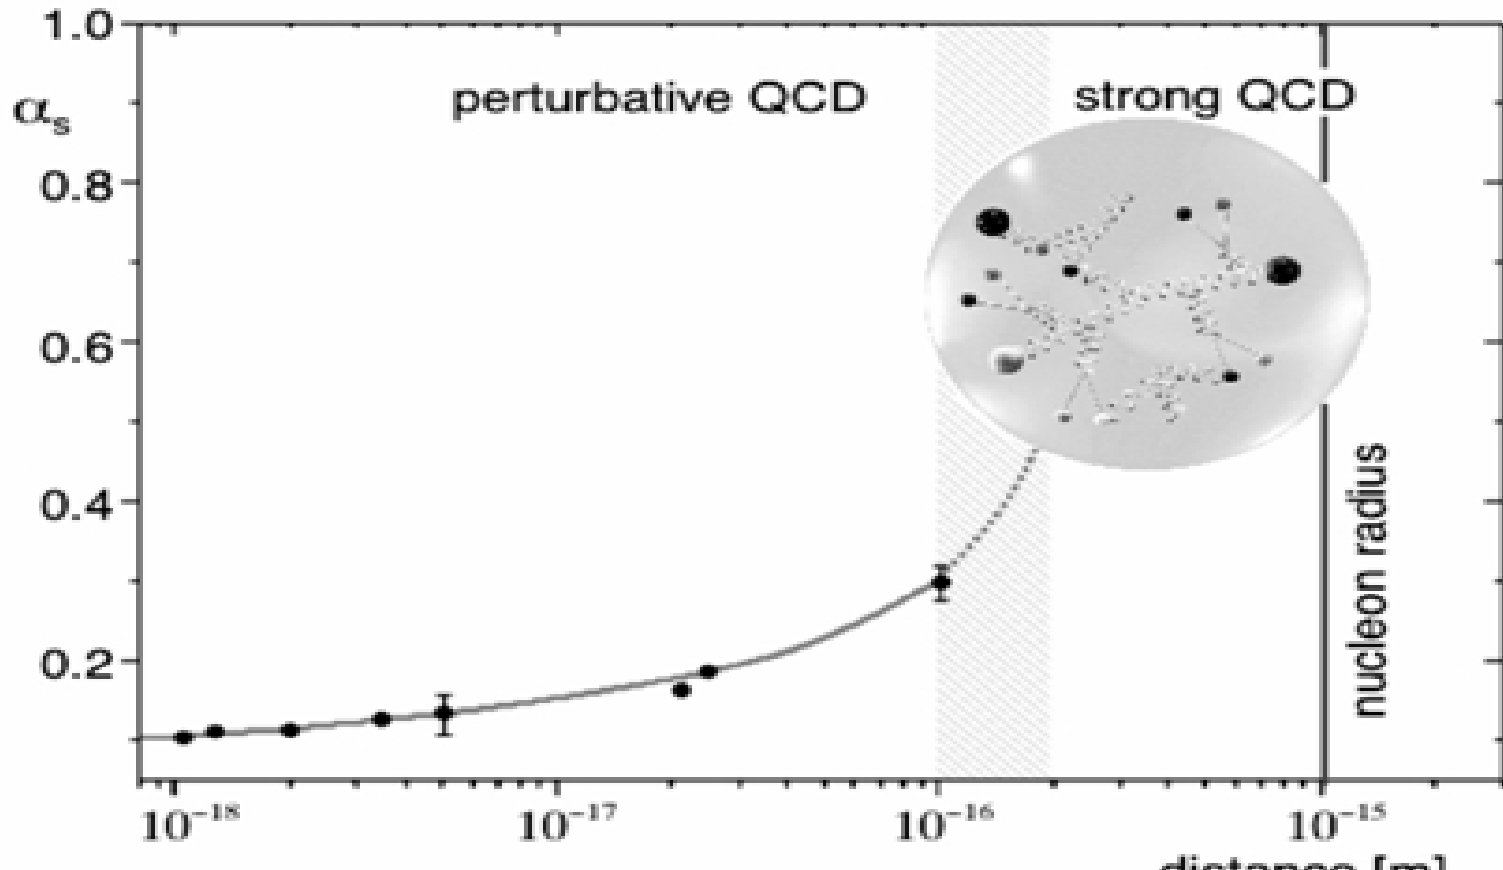 1.0
perturbative QCD
strong QCD
αs
0.8
0.6
0.4
0.2
nucleon radius
10⁻¹⁸
10⁻¹⁷
10⁻¹⁶
10⁻¹⁵
distance [m]